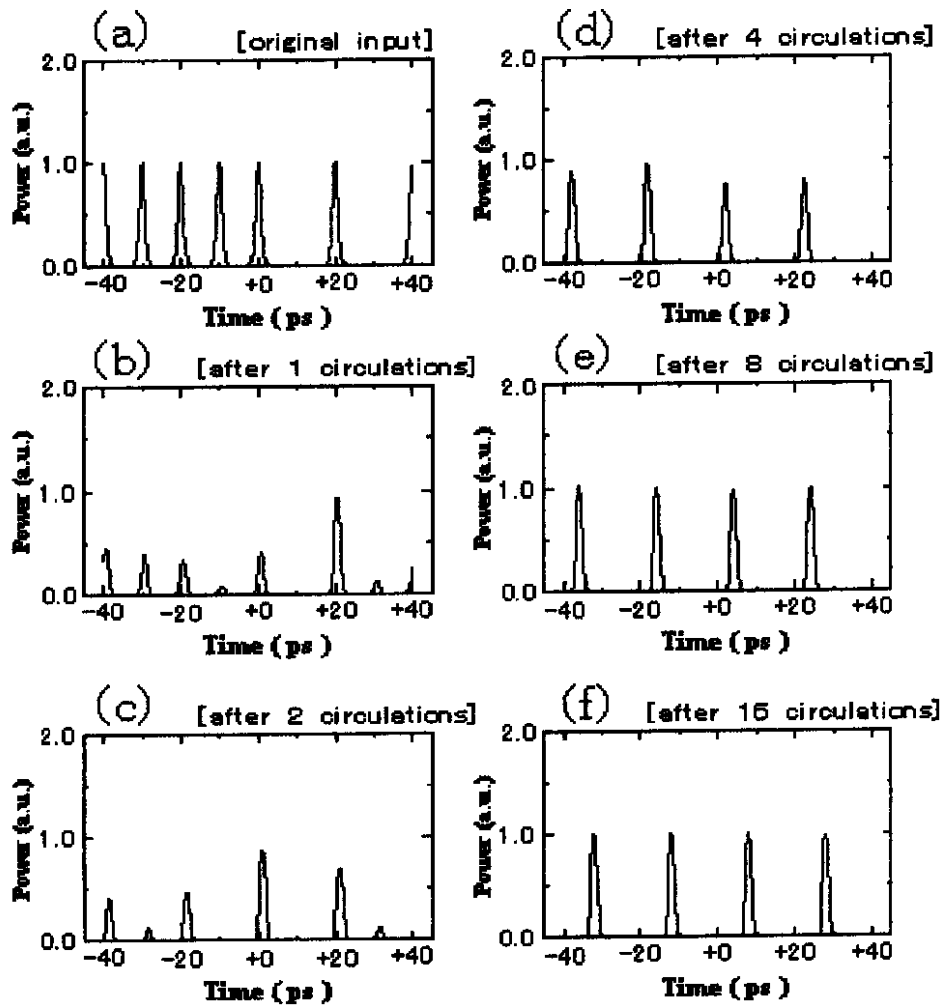 (a)
[original input]
2.0
1.0
0.0
Power (a.u.)
-40 -20 +0 +20 +40
Time (ps)
(b)
[after 1 circulations]
2.0
1.0
0.0
Power (a.u.)
-40 -20 +0 +20 +40
Time (ps)
(c)
[after 2 circulations]
2.0
1.0
0.0
Power (a.u.)
-40 -20 +0 +20 +40
Time (ps)
(d)
[after 4 circulations]
2.0
1.0
0.0
Power (a.u.)
-40 -20 +0 +20 +40
Time (ps)
(e)
[after 8 circulations]
2.0
1.0
0.0
Power (a.u.)
-40 -20 +0 +20 +40
Time (ps)
(f)
[after 15 circulations]
2.0
1.0
0.0
Power (a.u.)
-40 -20 +0 +20 +40
Time (ps)